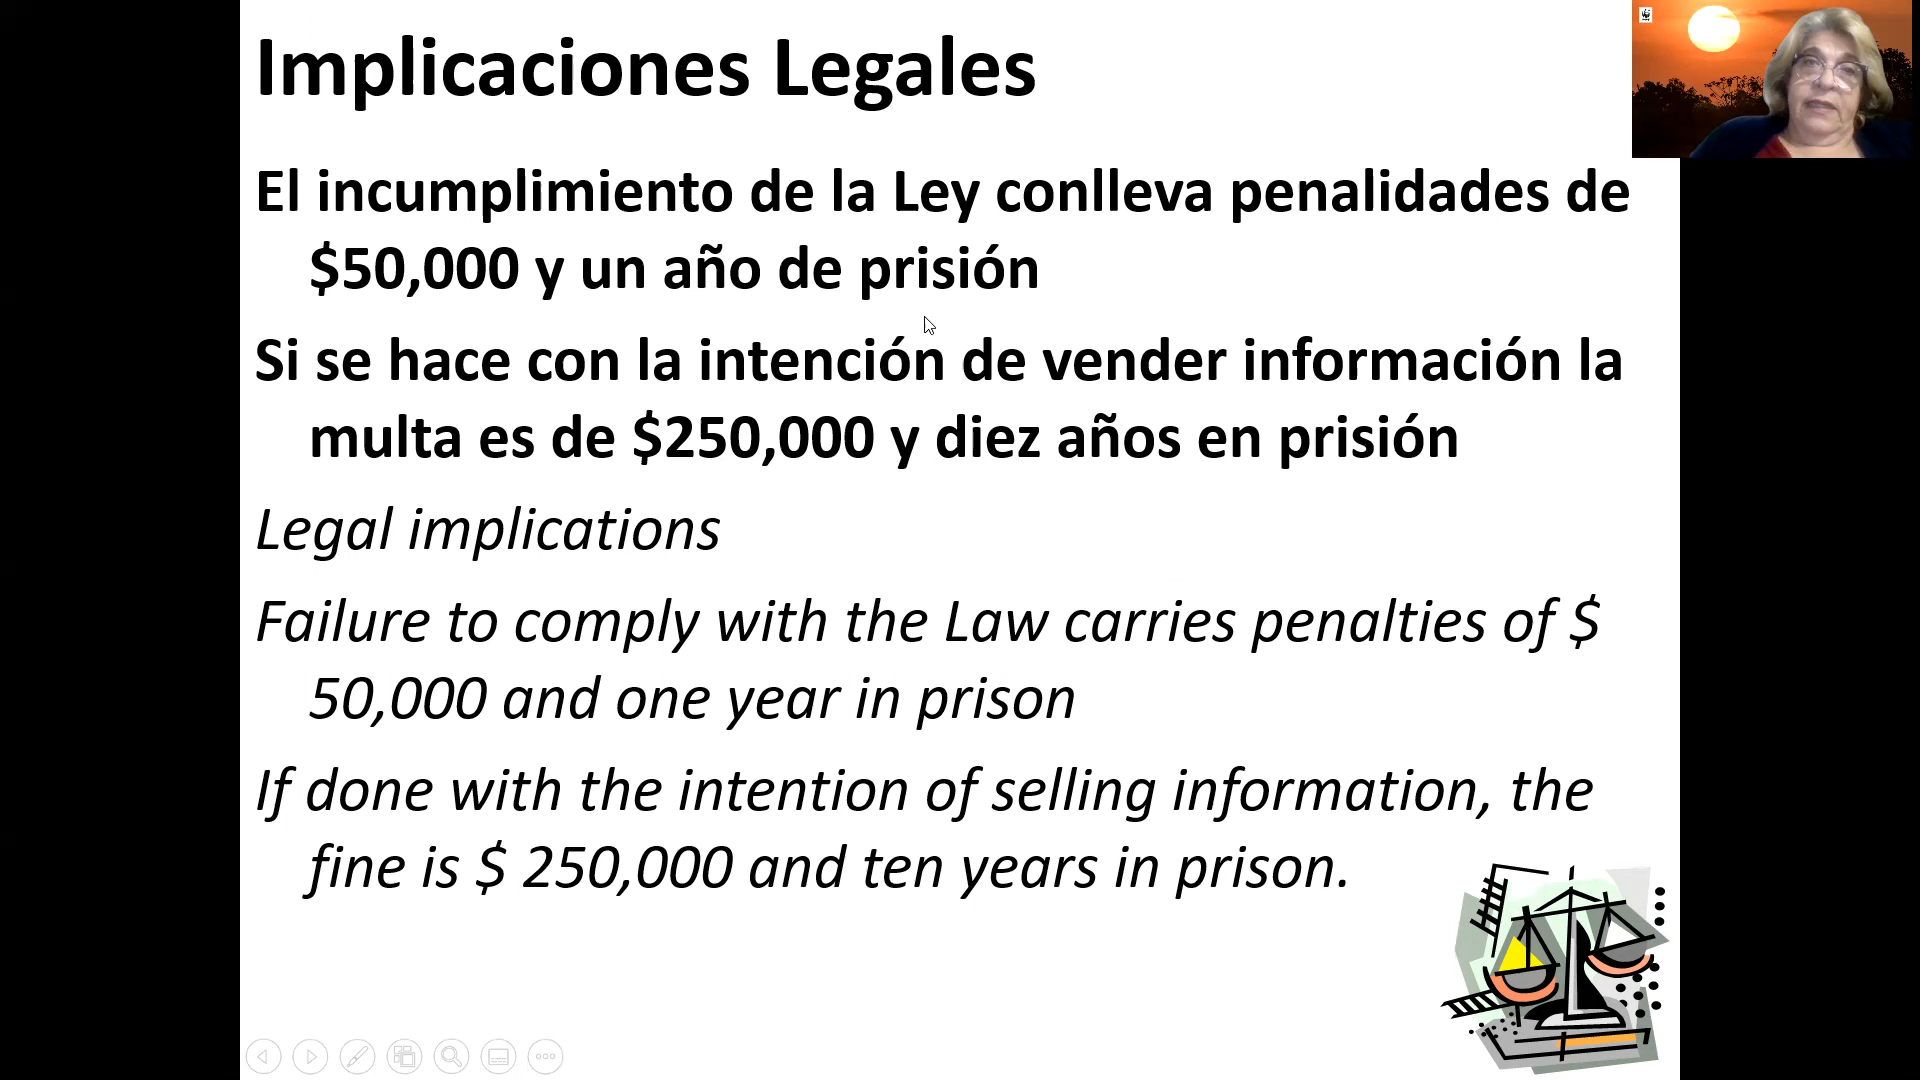 Implicaciones Legales
El incumplimiento de la Ley conlleva penalidades de
$50,000 y un año de prisión
Si se hace con la intención de vender información la
multa es de $250,000 y diez años en prisión
Legal implications
Failure to comply with the Law carries penalties of $
50,000 and one year in prison
If done with the intention of selling information, the
fine is $ 250,000 and ten years in prison.